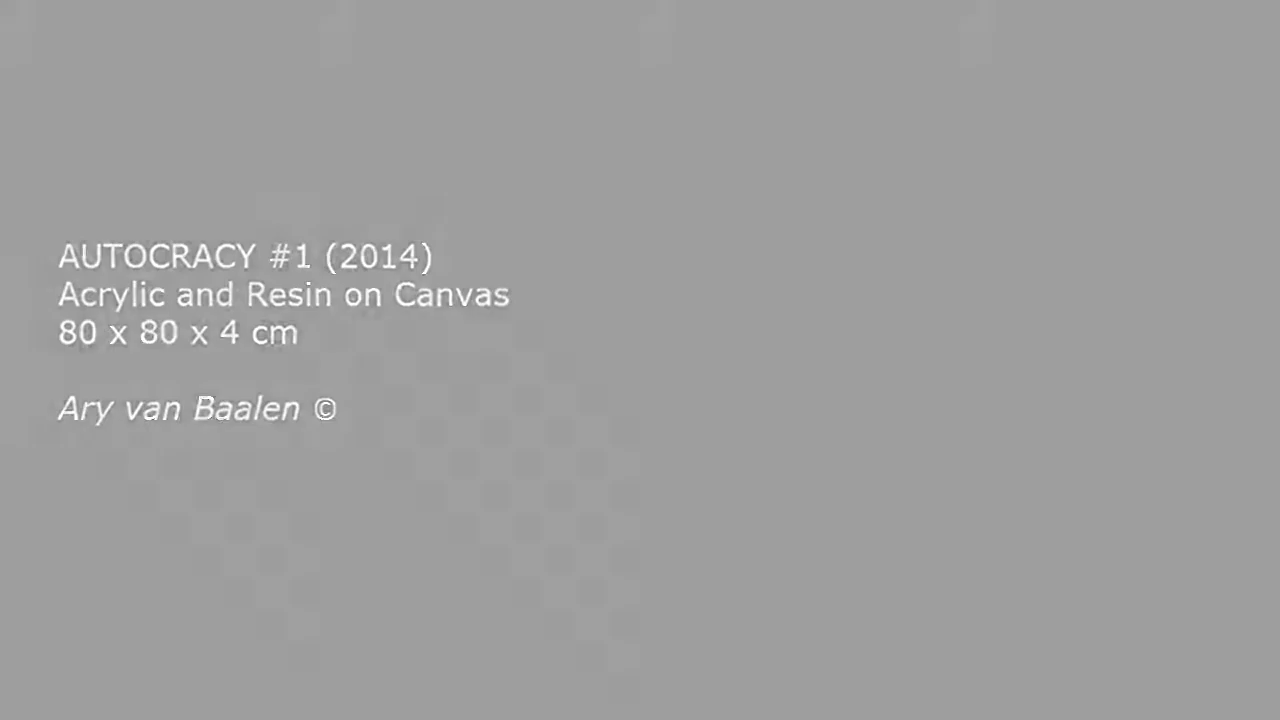 AUTOCRACY #1 (2014)
Acrylic and Resin on Canvas
80 x 80 x 4 cm
Ary van Baalen ©